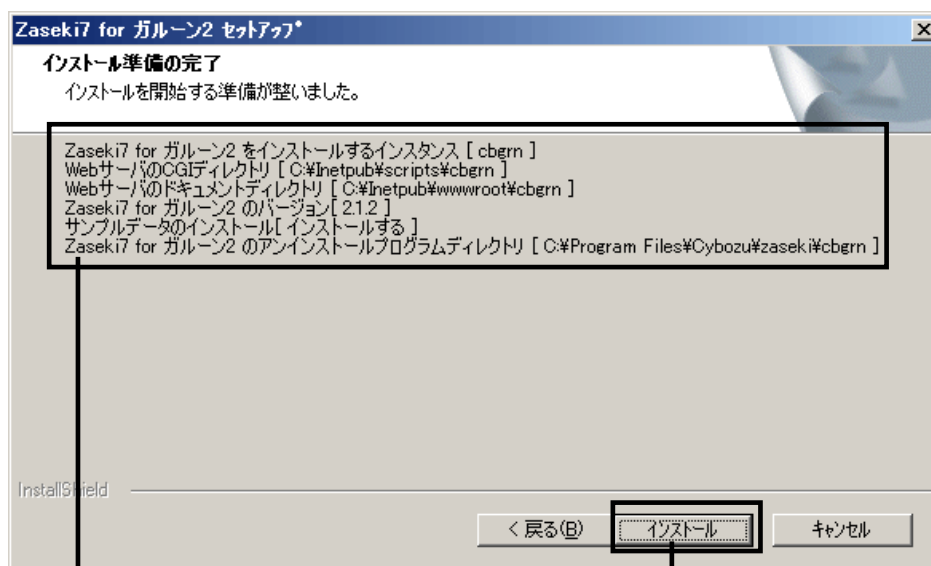 Zaseki7 for ガルーン2 セットアップ
インストール準備の完了
インストールを開始する準備が整いました。
Zaseki7 for ガルーン2 をインストールするインスタンス [ cbgrn ]
WebサーバのCGIディレクトリ [ C:¥Inetpub¥scripts¥cbgrn ]
Webサーバのドキュメントディレクトリ [ C:¥Inetpub¥wwwroot¥cbgrn ]
Zaseki7 for ガルーン2 のバージョン[ 2.1.2 ]
サンプルデータのインストール[ インストールする ]
Zaseki7 for ガルーン2 のアンインストールプログラムディレクトリ [ C:¥Program Files¥Cybozu¥zaseki¥cbgrn ]
InstallShield
< 戻る(B) インストール キャンセル